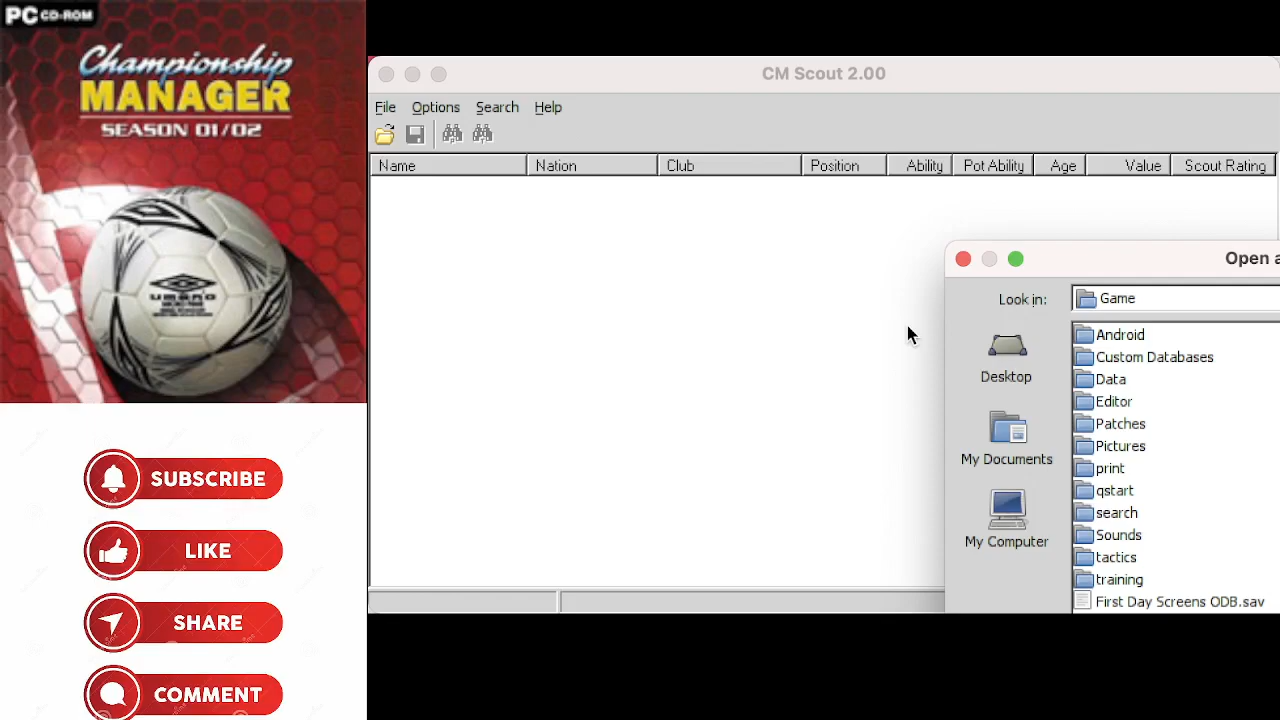 PC CD-ROM
Championship
MANAGER
SEASON 01/02
UMBRO
SUBSCRIBE
LIKE
SHARE
COMMENT
CM Scout 2.00
File Options Search Help
Name Nation Club Position Ability Pot Ability Age Value Scout Rating
Open a
Look in: Game
Desktop
My Documents
My Computer
Android
Custom Databases
Data
Editor
Patches
Pictures
print
qstart
search
Sounds
tactics
training
First Day Screens ODB.sav